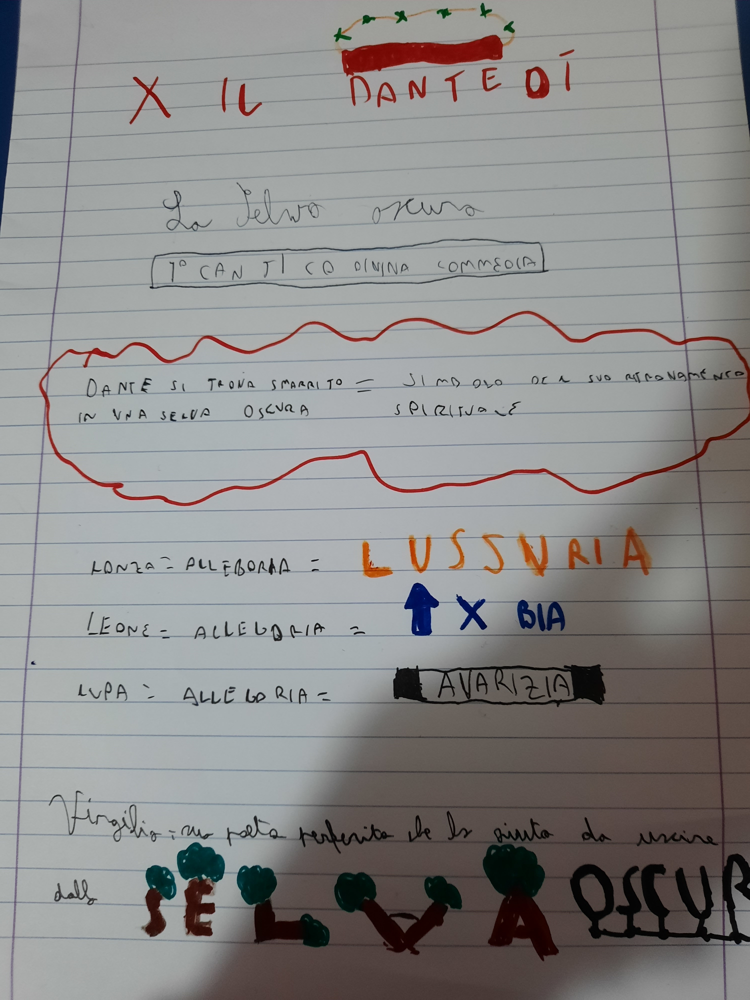 X IL DANTEDÌ
La Selva oscura
1° CANTICO DIVINA COMMEDIA
DANTE SI TROVA SMARRITO = SIMBOLO DEL SUO
IN UNA SELVA OSCURA SPIRITUALE
LONZA = ALLEGORIA = LUSSURIA
LEONE = ALLEGORIA = ↑ X BIA
LUPA = ALLEGORIA = AVARIZIA
Virgilio = suo poeta preferito che lo aiuta da uscire
dalla SELVA OSCUR